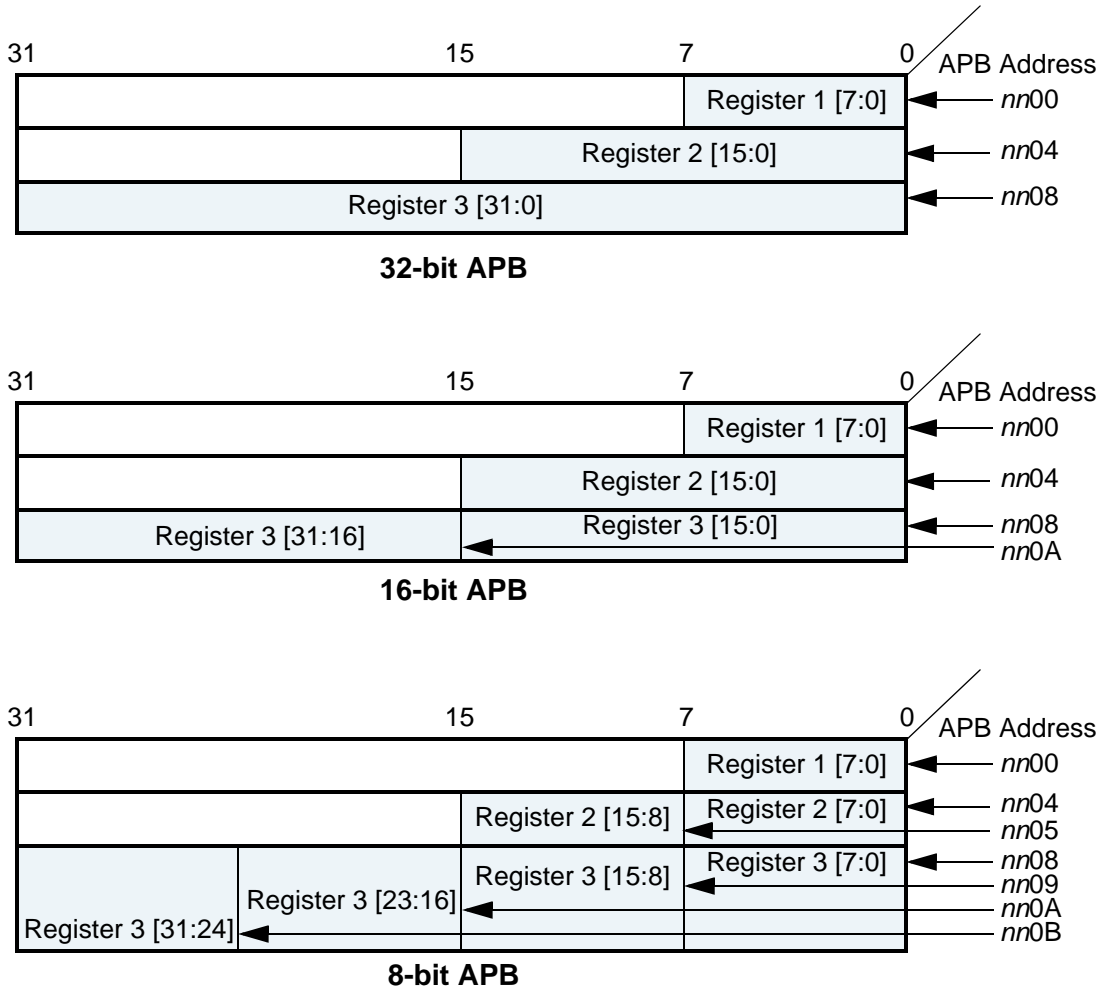 31 15 7 0
APB Address
Register 1 [7:0] nn00
Register 2 [15:0] nn04
Register 3 [31:0] nn08
32-bit APB
31 15 7 0
APB Address
Register 1 [7:0] nn00
Register 2 [15:0] nn04
Register 3 [31:16] Register 3 [15:0] nn08
nn0A
16-bit APB
31 15 7 0
APB Address
Register 1 [7:0] nn00
Register 2 [15:8] Register 2 [7:0] nn04
nn05
Register 3 [7:0] nn08
Register 3 [15:8] nn09
Register 3 [23:16] nn0A
Register 3 [31:24] nn0B
8-bit APB